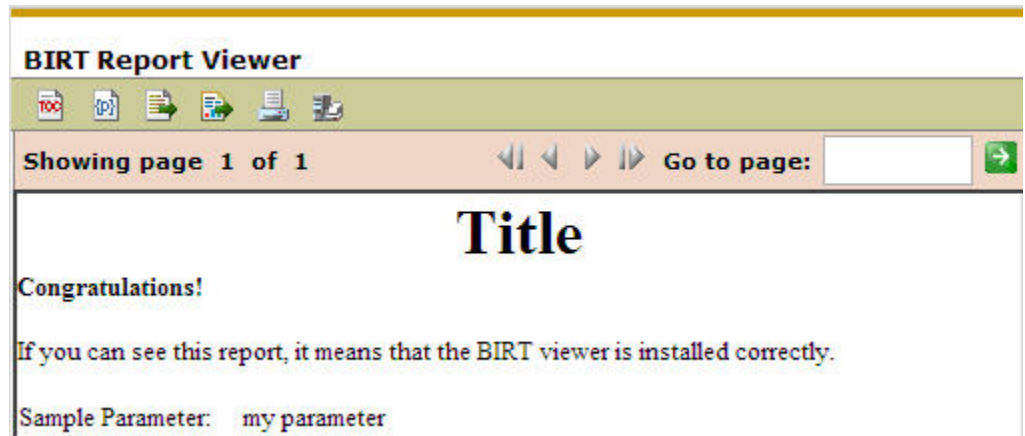 BIRT Report Viewer
TOC {p}
Showing page 1 of 1 Go to page:
Title
Congratulations!
If you can see this report, it means that the BIRT viewer is installed correctly.
Sample Parameter: my parameter